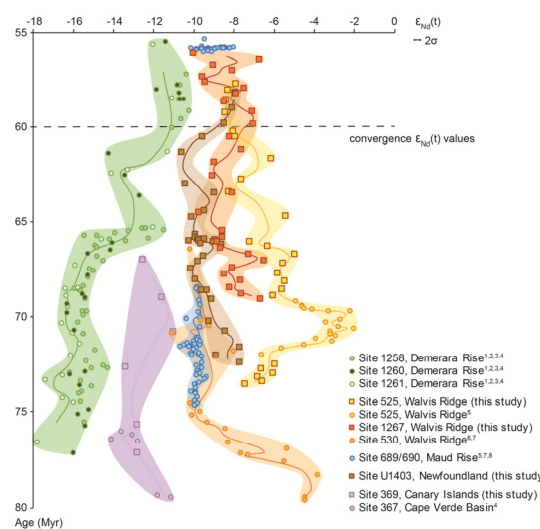 -18 -16 -14 -12 -10 -8 -6 -4 -2 0 εNd(t)
55
2σ
60
convergence εNd(t) values
65
70
Site 1258, Demerara Rise1,2,3,4
Site 1260, Demerara Rise1,2,3,4
Site 1261, Demerara Rise1,2,3,4
Site 525, Walvis Ridge (this study)
Site 525, Walvis Ridge5
Site 1267, Walvis Ridge (this study)
Site 530, Walvis Ridge6,7
75
Site 689/690, Maud Rise5,7,8
Site U1403, Newfoundland (this study)
Site 369, Canary Islands (this study)
Site 367, Cape Verde Basin4
80
Age (Myr)